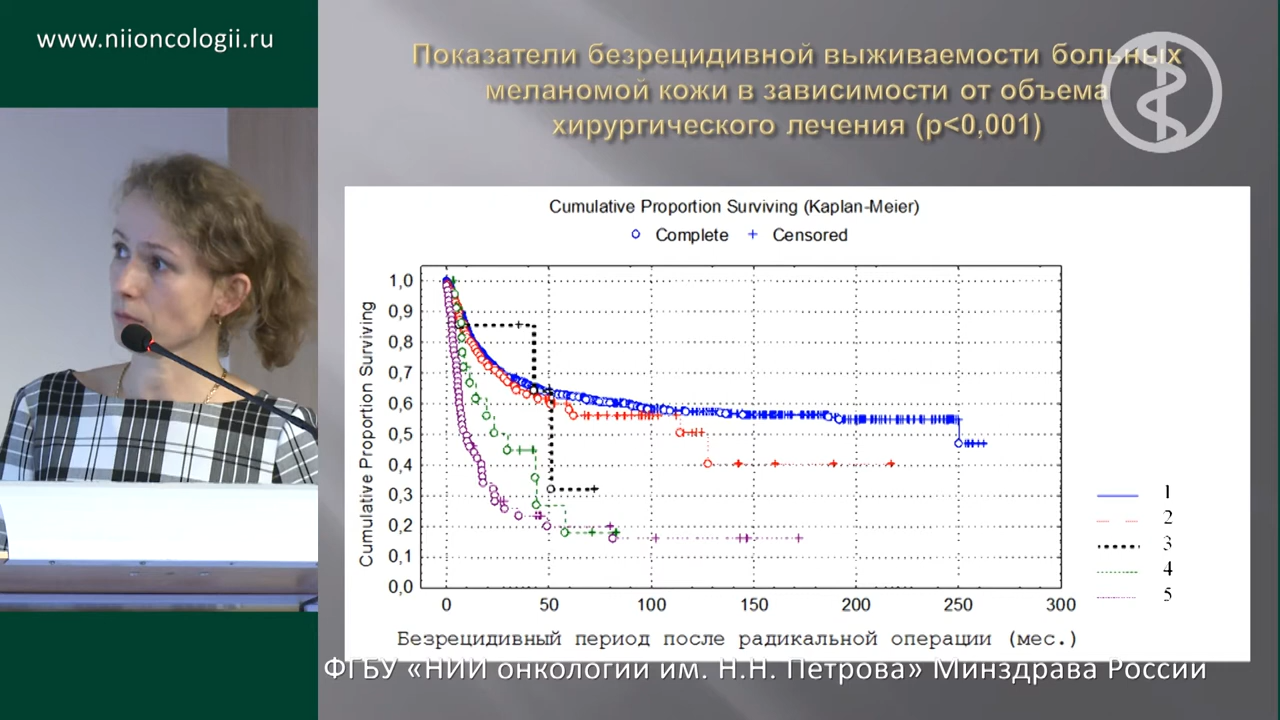 www.niioncologii.ru
Показатели безрецидивной выживаемости больных
меланомой кожи в зависимости от объема
хирургического лечения (p<0,001)
Cumulative Proportion Surviving (Kaplan-Meier)
Complete
Censored
Cumulative Proportion Surviving
1,0
0,9
0,8
0,7
0,6
0,5
0,4
0,3
0,2
0,1
0,0
0
50
100
150
200
250
300
1
2
3
4
5
Безрецидивный период после радикальной операции (мес.)
ФГБУ «НИИ онкологии им. Н.Н. Петрова» Минздрава России